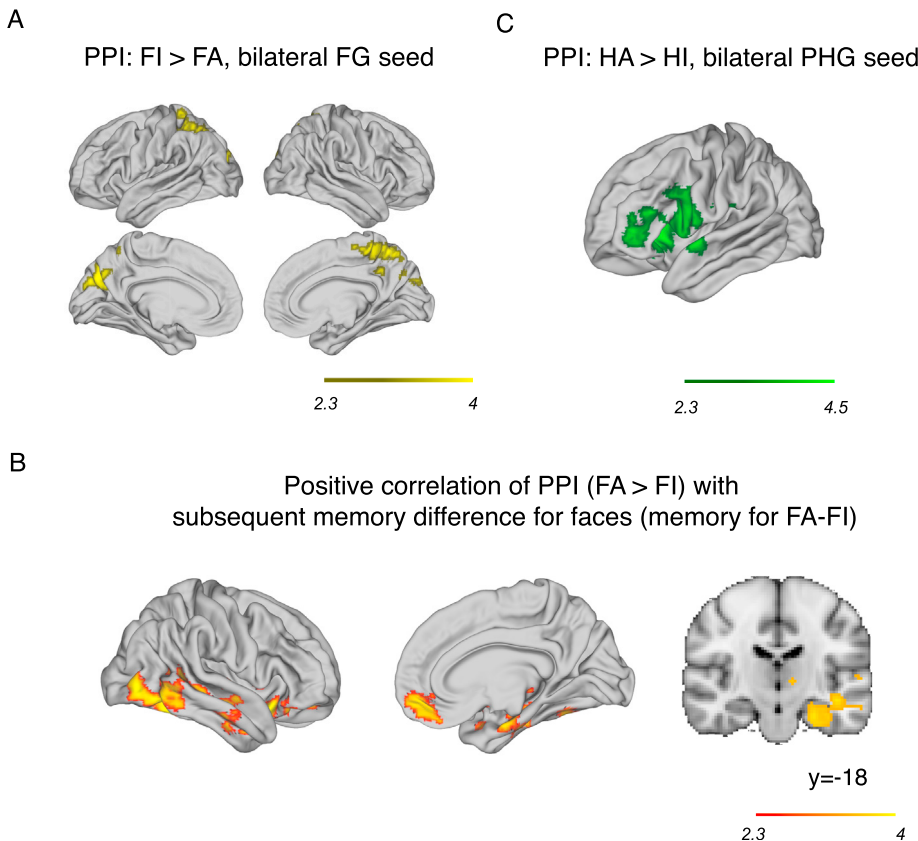 A
PPI: FI > FA, bilateral FG seed
2.3
4
C
PPI: HA > HI, bilateral PHG seed
2.3
4.5
B
Positive correlation of PPI (FA > FI) with
subsequent memory difference for faces (memory for FA-FI)
y=-18
2.3
4